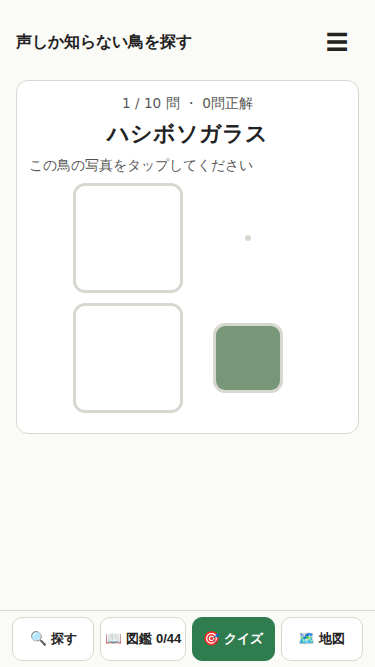 声しか知らない鳥を探す
1 / 10 問 ・ 0問正解
ハシボソガラス
この鳥の写真をタップしてください
🔍 探す
📖 図鑑 0/44
🎯 クイズ
🗺️ 地図